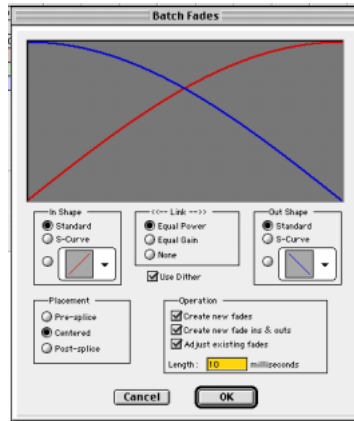 Batch Fades
In Shape
Standard
S-Curve
<<-- Link -->>
Equal Power
Equal Gain
None
Use Dither
Out Shape
Standard
S-Curve
Placement
Pre-splice
Centered
Post-splice
Operation
Create new fades
Create new fade ins & outs
Adjust existing fades
Length: 10 milliseconds
Cancel OK